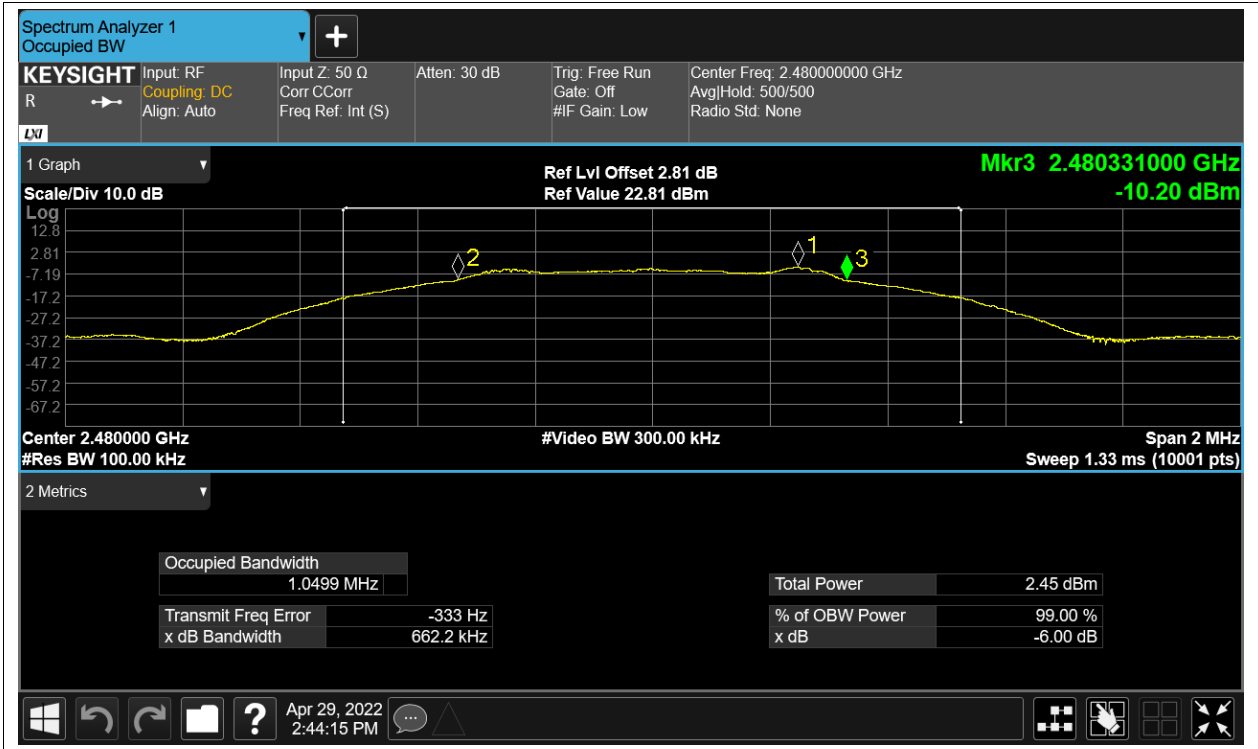 Spectrum Analyzer 1
Occupied BW
KEYSIGHT
R
LXI
Input: RF
Coupling: DC
Align: Auto
Input Z: 50 Ω
Corr CCorr
Freq Ref: Int (S)
Atten: 30 dB
Trig: Free Run
Gate: Off
#IF Gain: Low
Center Freq: 2.480000000 GHz
Avg|Hold: 500/500
Radio Std: None
1 Graph
Scale/Div 10.0 dB
Ref Lvl Offset 2.81 dB
Ref Value 22.81 dBm
Mkr3 2.480331000 GHz
-10.20 dBm
Log
12.8
2.81
-7.19
-17.2
-27.2
-37.2
-47.2
-57.2
-67.2
2
1
3
Center 2.480000 GHz
#Res BW 100.00 kHz
#Video BW 300.00 kHz
Span 2 MHz
Sweep 1.33 ms (10001 pts)
2 Metrics
Occupied Bandwidth
1.0499 MHz
Transmit Freq Error -333 Hz
x dB Bandwidth 662.2 kHz
Total Power 2.45 dBm
% of OBW Power 99.00 %
x dB -6.00 dB
?
Apr 29, 2022
2:44:15 PM